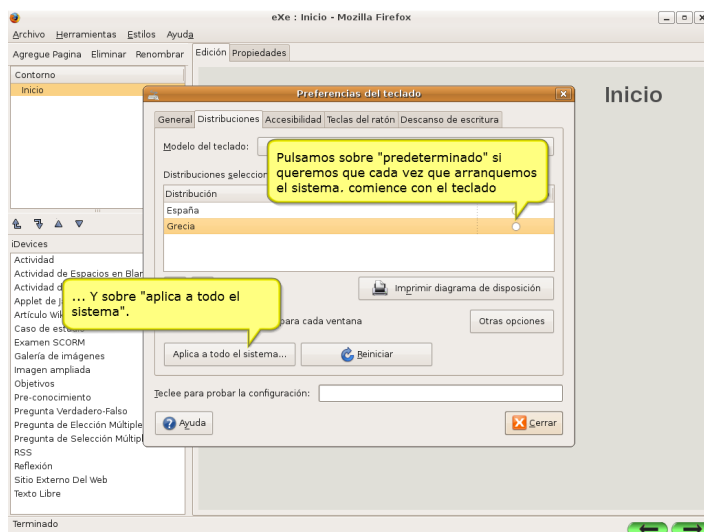 eXe : Inicio - Mozilla Firefox
Archivo Herramientas Estilos Ayuda
Agregue Pagina Eliminar Renombrar
Edición Propiedades
Contorno
Inicio
Inicio
Preferencias del teclado
General Distribuciones Accesibilidad Teclas del ratón Descanso de escritura
Modelo del teclado:
Pulsamos sobre "predeterminado" si
queremos que cada vez que arranquemos
el sistema. comience con el teclado
Distribuciones
Distribución
España
Grecia
iDevices
Actividad
Actividad de Espacios en
Actividad
Applet de
Artículo
Caso de
Examen SCORM
Galería de imágenes
Imagen ampliada
Objetivos
Pre-conocimiento
Pregunta Verdadero-Falso
Pregunta de Elección Múltiple
Pregunta de Selección
RSS
Reflexión
Sitio Externo Del Web
Texto Libre
... Y sobre "aplica a todo el
sistema".
Imprimir diagrama de disposición
para cada ventana
Otras opciones
Aplica a todo el sistema...
Reiniciar
Teclee para probar la configuración:
Ayuda
Cerrar
Terminado